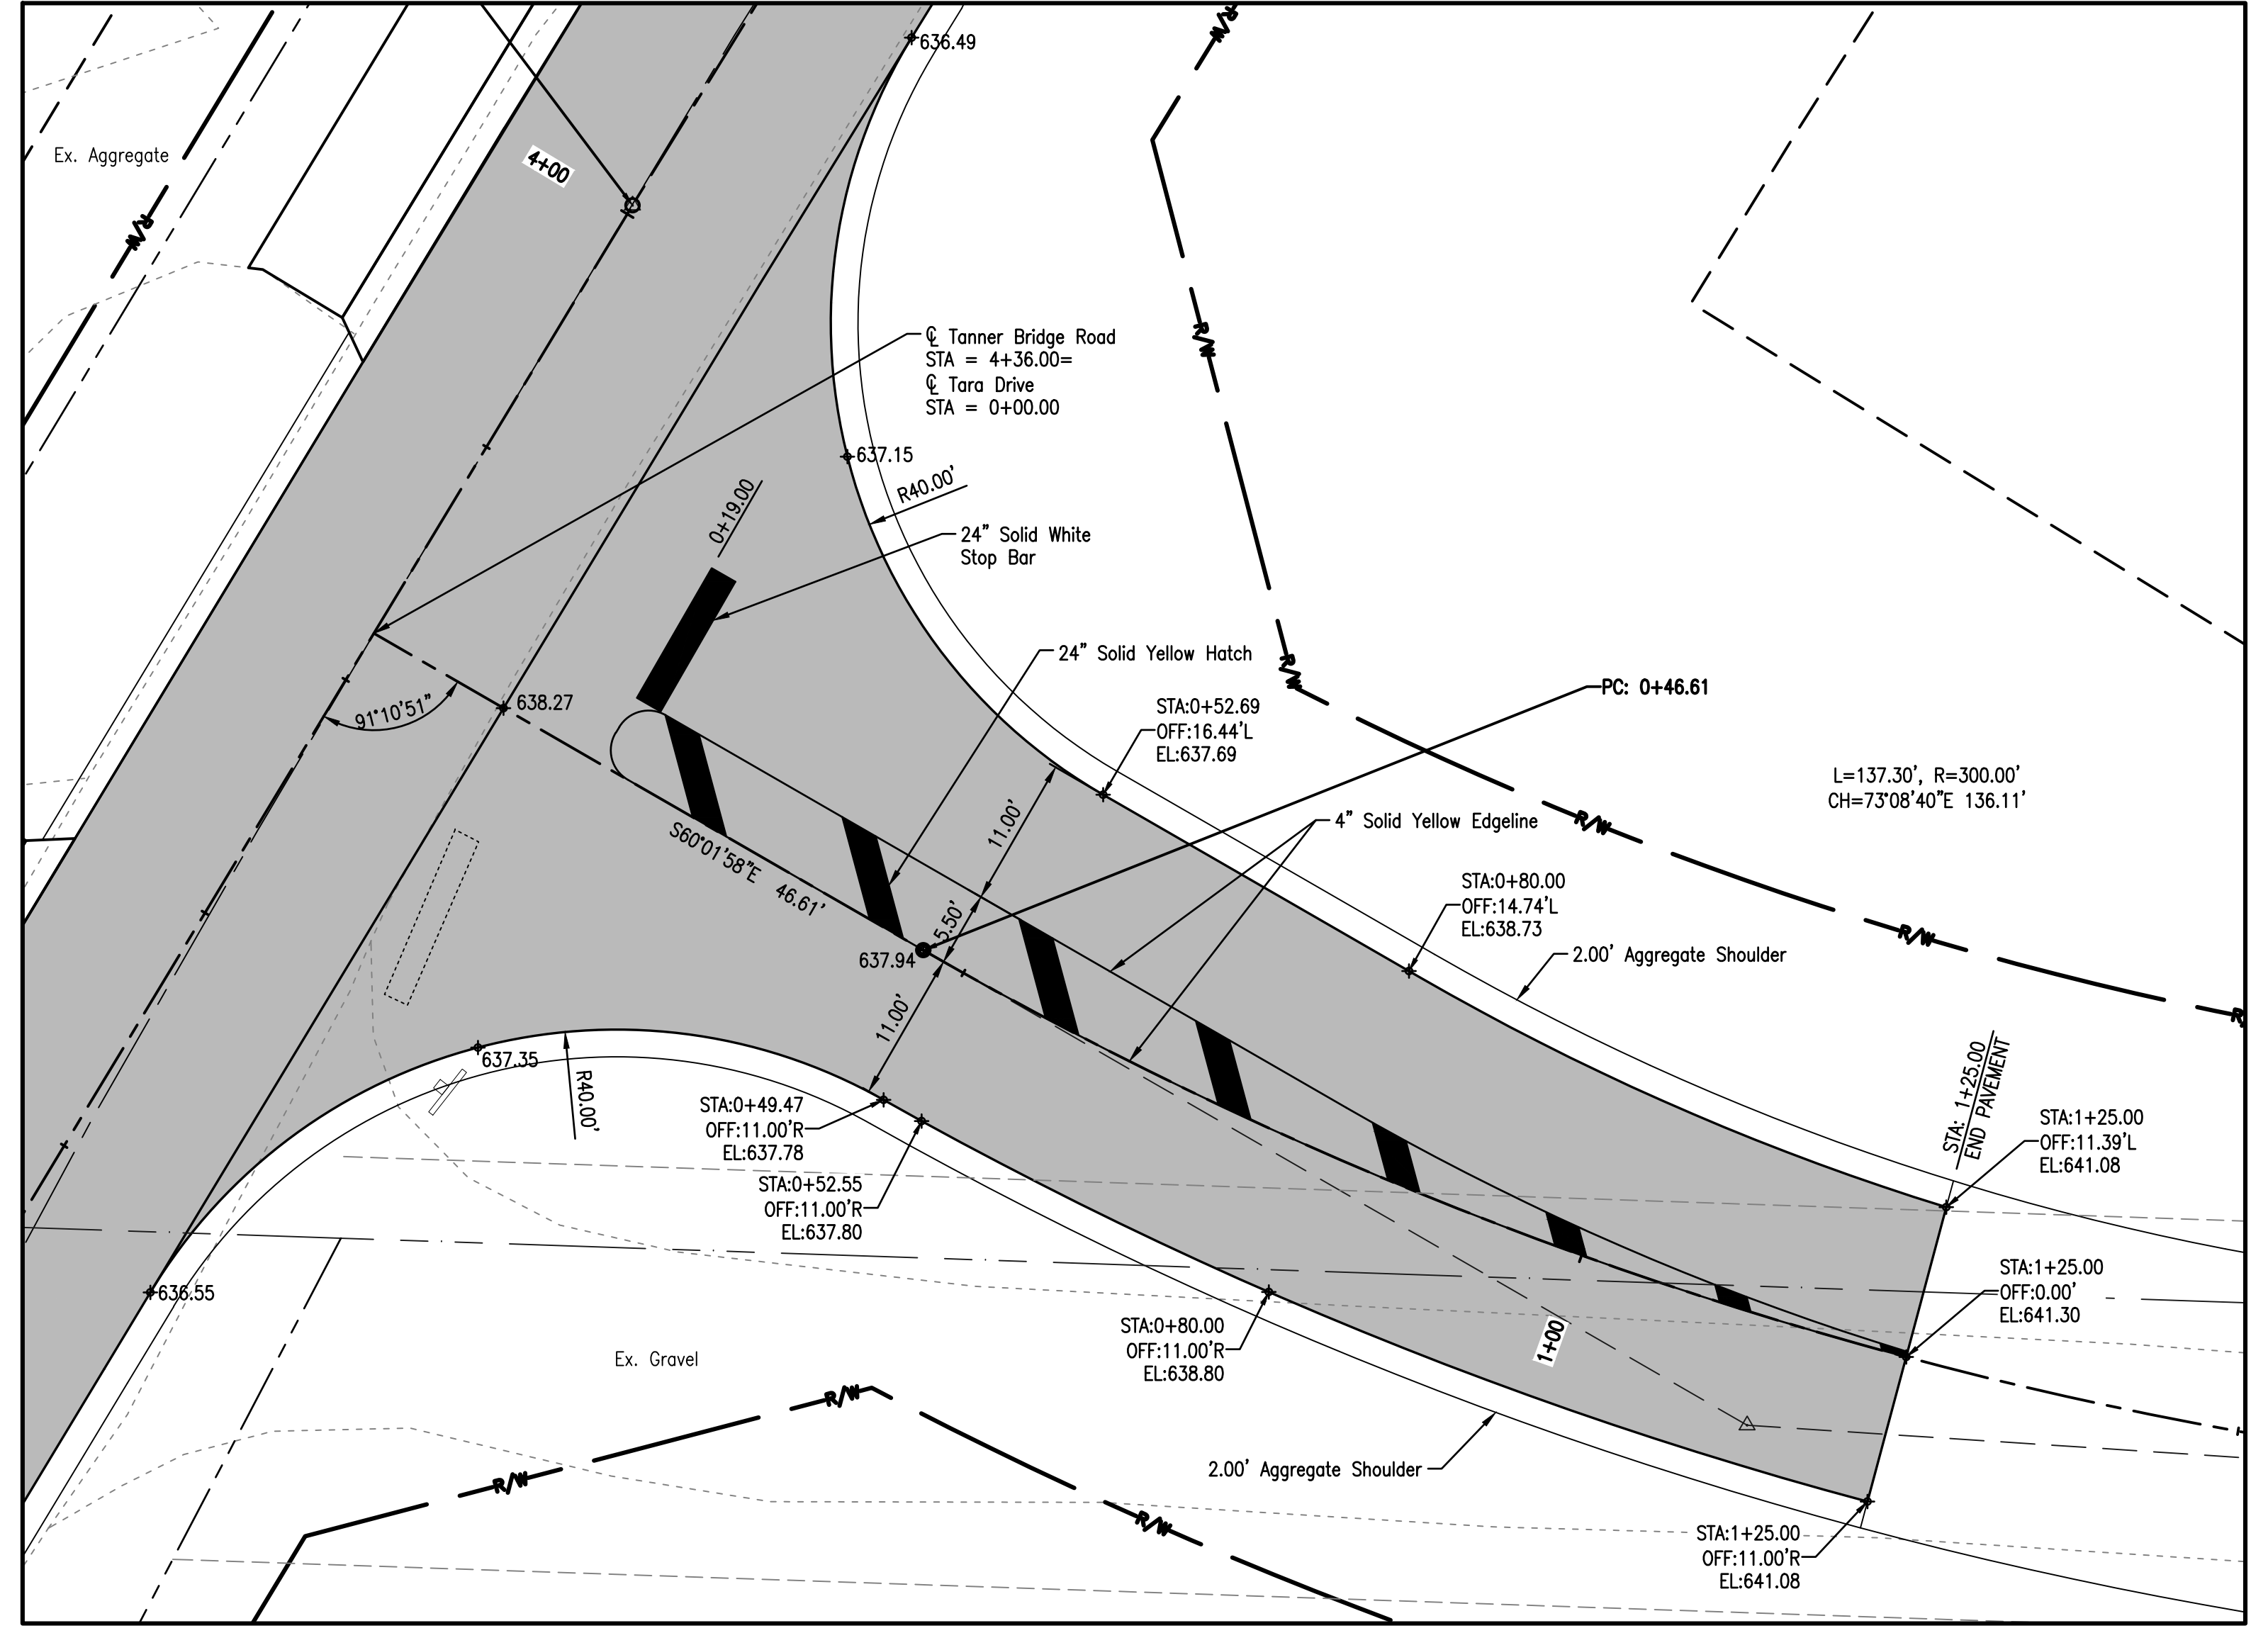 R/W
636.49
Ex. Aggregate
4+00
R/W
℄ Tanner Bridge Road
STA = 4+36.00=
℄ Tara Drive
STA = 0+00.00
R/W
637.15
R40.00'
0+19.00
24" Solid White
Stop Bar
24" Solid Yellow Hatch
R/W
PC: 0+46.61
638.27
91°10'51"
STA:0+52.69
OFF:16.44'L
EL:637.69
L=137.30', R=300.00'
CH=73°08'40"E 136.11'
11.00'
4" Solid Yellow Edgeline
R/W
S60°01'58"E 46.61'
STA:0+80.00
OFF:14.74'L
EL:638.73
5.50'
R/W
637.94
2.00' Aggregate Shoulder
11.00'
637.35
R40.00'
STA: 1+25.00
END PAVEMENT
STA:0+49.47
OFF:11.00'R
EL:637.78
STA:1+25.00
OFF:11.39'L
EL:641.08
STA:0+52.55
OFF:11.00'R
EL:637.80
STA:1+25.00
OFF:0.00'
EL:641.30
636.55
STA:0+80.00
OFF:11.00'R
EL:638.80
1+00
Ex. Gravel
R/W
2.00' Aggregate Shoulder
R/W
R/W
STA:1+25.00
OFF:11.00'R
EL:641.08